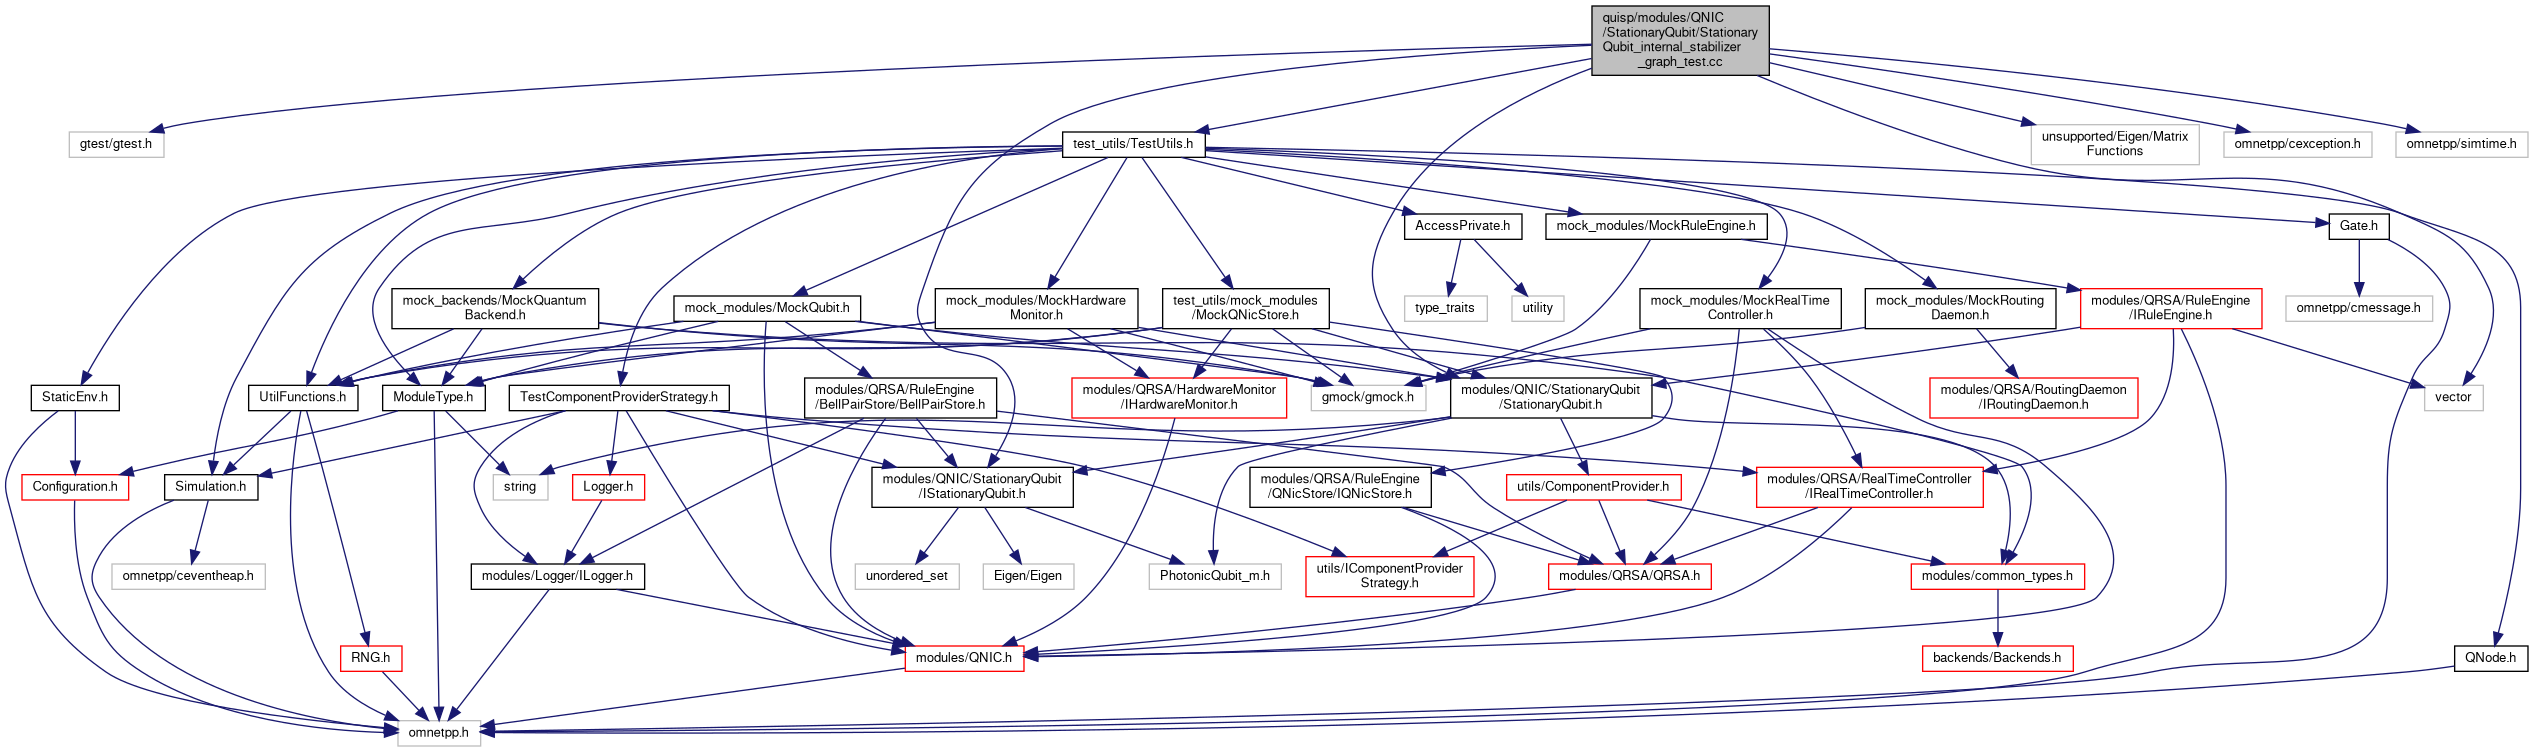 quisp/modules/QNIC
/StationaryQubit/Stationary
Qubit_internal_stabilizer
_graph_test.cc
gtest/gtest.h
test_utils/TestUtils.h
unsupported/Eigen/Matrix
Functions
omnetpp/cexception.h
omnetpp/simtime.h
AccessPrivate.h
mock_modules/MockRuleEngine.h
Gate.h
mock_backends/MockQuantum
Backend.h
mock_modules/MockQubit.h
mock_modules/MockHardware
Monitor.h
test_utils/mock_modules
/MockQNicStore.h
type_traits
utility
mock_modules/MockRealTime
Controller.h
mock_modules/MockRouting
Daemon.h
modules/QRSA/RuleEngine
/IRuleEngine.h
omnetpp/cmessage.h
StaticEnv.h
UtilFunctions.h
ModuleType.h
TestComponentProviderStrategy.h
modules/QRSA/RuleEngine
/BellPairStore/BellPairStore.h
modules/QRSA/HardwareMonitor
/IHardwareMonitor.h
gmock/gmock.h
modules/QNIC/StationaryQubit
/StationaryQubit.h
modules/QRSA/RoutingDaemon
/IRoutingDaemon.h
vector
Configuration.h
Simulation.h
string
Logger.h
modules/QNIC/StationaryQubit
/IStationaryQubit.h
modules/QRSA/RuleEngine
/QNicStore/IQNicStore.h
utils/ComponentProvider.h
modules/QRSA/RealTimeController
/IRealTimeController.h
omnetpp/ceventheap.h
modules/Logger/ILogger.h
unordered_set
Eigen/Eigen
PhotonicQubit_m.h
utils/IComponentProvider
Strategy.h
modules/QRSA/QRSA.h
modules/common_types.h
RNG.h
modules/QNIC.h
backends/Backends.h
QNode.h
omnetpp.h